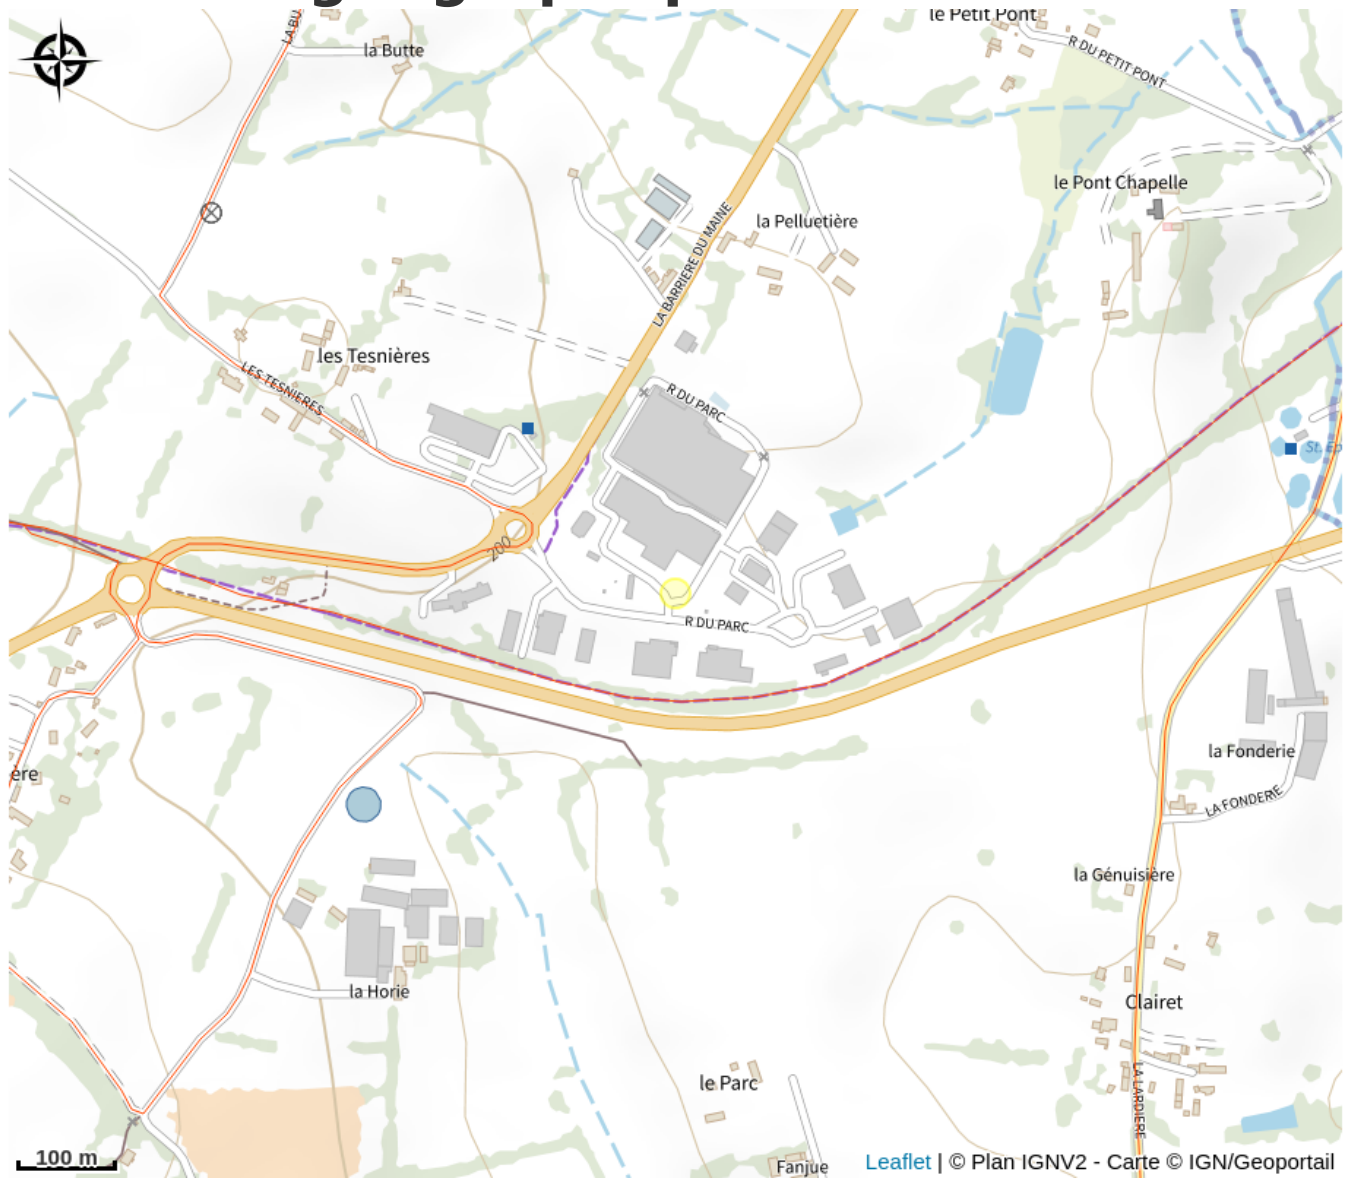 le Petit Pont
la Butte
R DU PETIT PONT
le Pont Chapelle
la Pelluetière
LA BARRIERE DU MAINE
les Tesnières
LES TESNIERES
R DU PARC
200
R DU PARC
la Fonderie
LA FONDERIE
ère
la Génuisière
la Horie
Clairet
le Parc
LA LARDIERE
100 m
Fanjue
Leaflet | © Plan IGNV2 - Carte © IGN/Geoportail